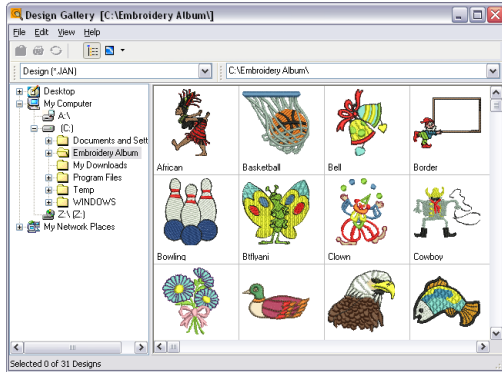 Design Gallery [C:\Embroidery Album\]
File Edit View Help
Design (*.JAN) C:\Embroidery Album\
Desktop
My Computer
A:\
(C:)
Documents and Sett
Embroidery Album
My Downloads
Program Files
Temp
WINDOWS
Z:\ (Z:)
My Network Places
African Basketball Bell Border
Bowling Bttlyani Clown Cowboy
Selected 0 of 31 Designs